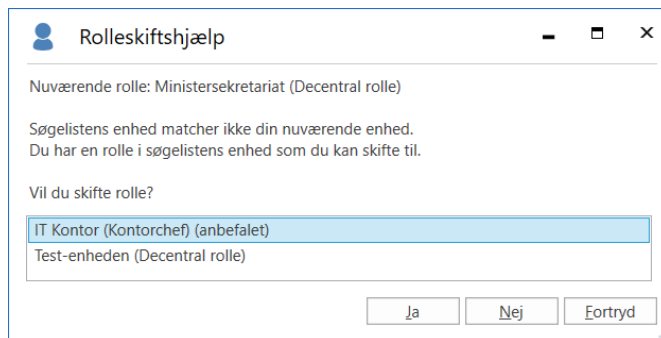 Rolleskiftshjælp
Nuværende rolle: Ministersekretariat (Decentral rolle)
Søgelistens enhed matcher ikke din nuværende enhed.
Du har en rolle i søgelistens enhed som du kan skifte til.
Vil du skifte rolle?
IT Kontor (Kontorchef) (anbefalet)
Test-enheden (Decentral rolle)
Ja Nej Fortryd